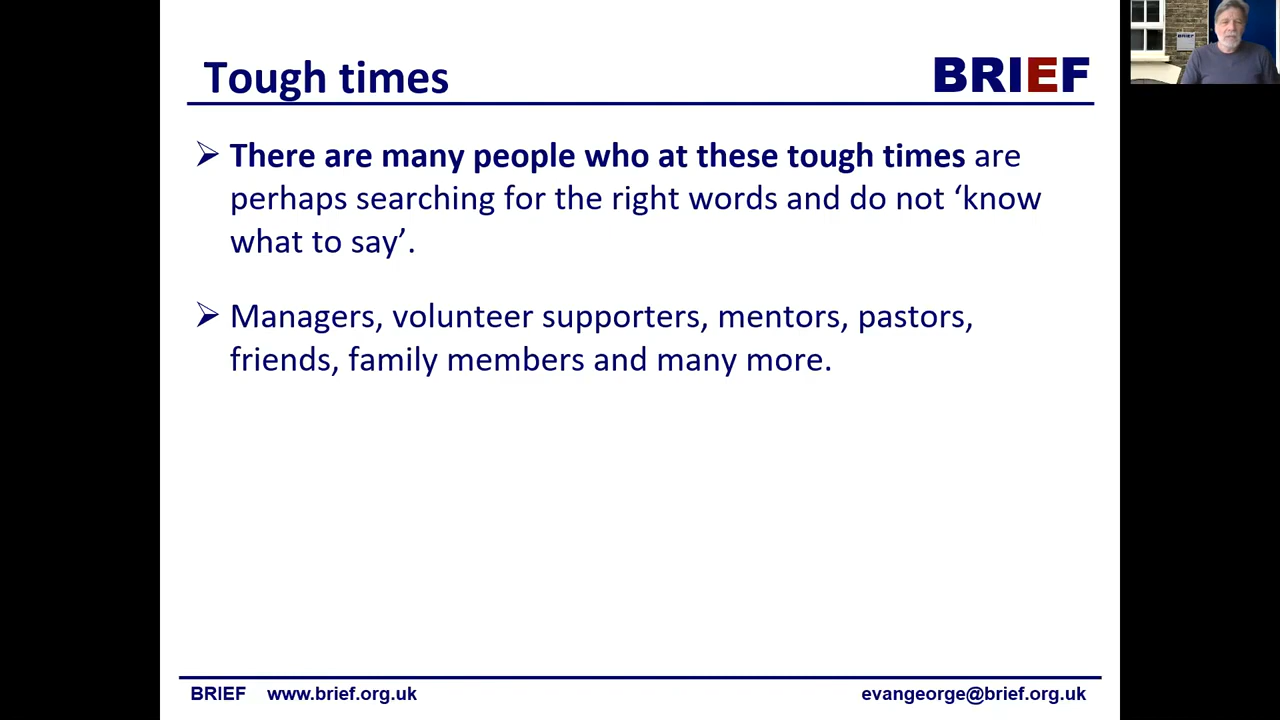 Tough times
BRIEF
➢ There are many people who at these tough times are
perhaps searching for the right words and do not ‘know
what to say’.
➢ Managers, volunteer supporters, mentors, pastors,
friends, family members and many more.
BRIEF www.brief.org.uk
evangeorge@brief.org.uk
BRIEF